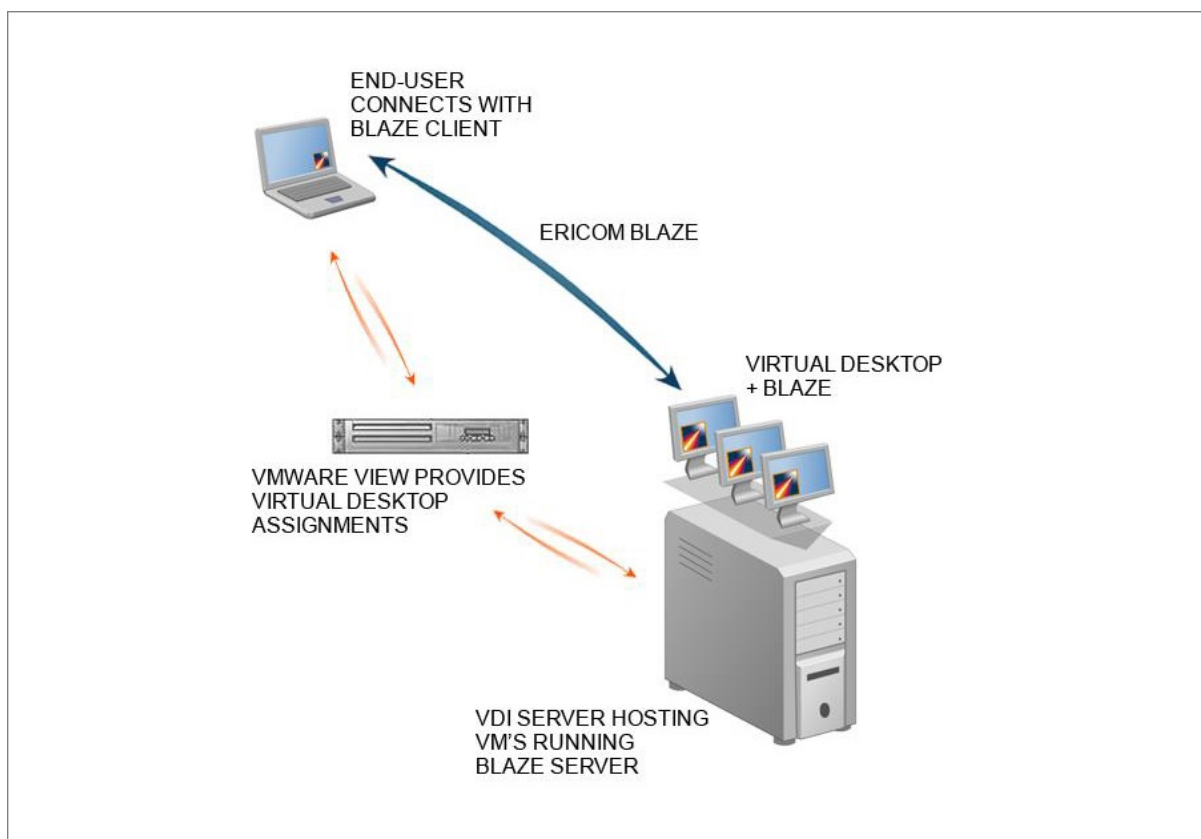 END-USER
CONNECTS WITH
BLAZE CLIENT
ERICOM BLAZE
VIRTUAL DESKTOP
+ BLAZE
VMWARE VIEW PROVIDES
VIRTUAL DESKTOP
ASSIGNMENTS
VDI SERVER HOSTING
VM'S RUNNING
BLAZE SERVER